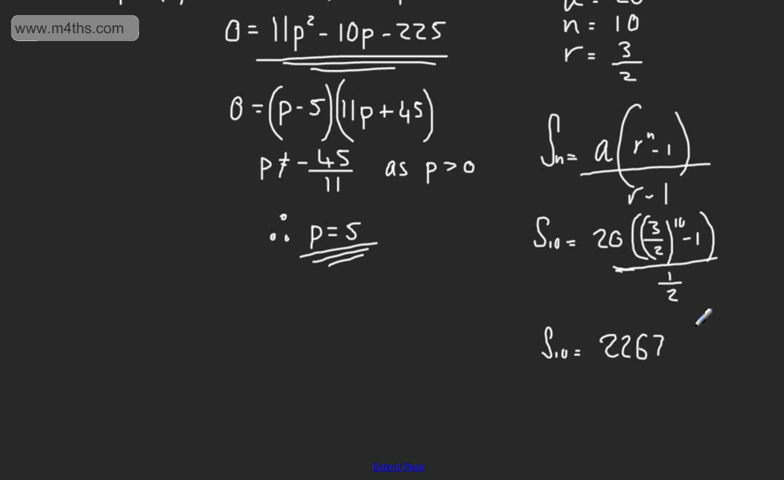 www.m4ths.com
0 = 11p² - 10p - 225
0 = (p - 5)(11p + 45)
p ≠ - 45/11 as p > 0
∴ p = 5
n = 10
r = 3/2
Sn = a(rⁿ - 1)/r - 1
S10 = 20((3/2)¹⁰ - 1)/1/2
S10 = 2267